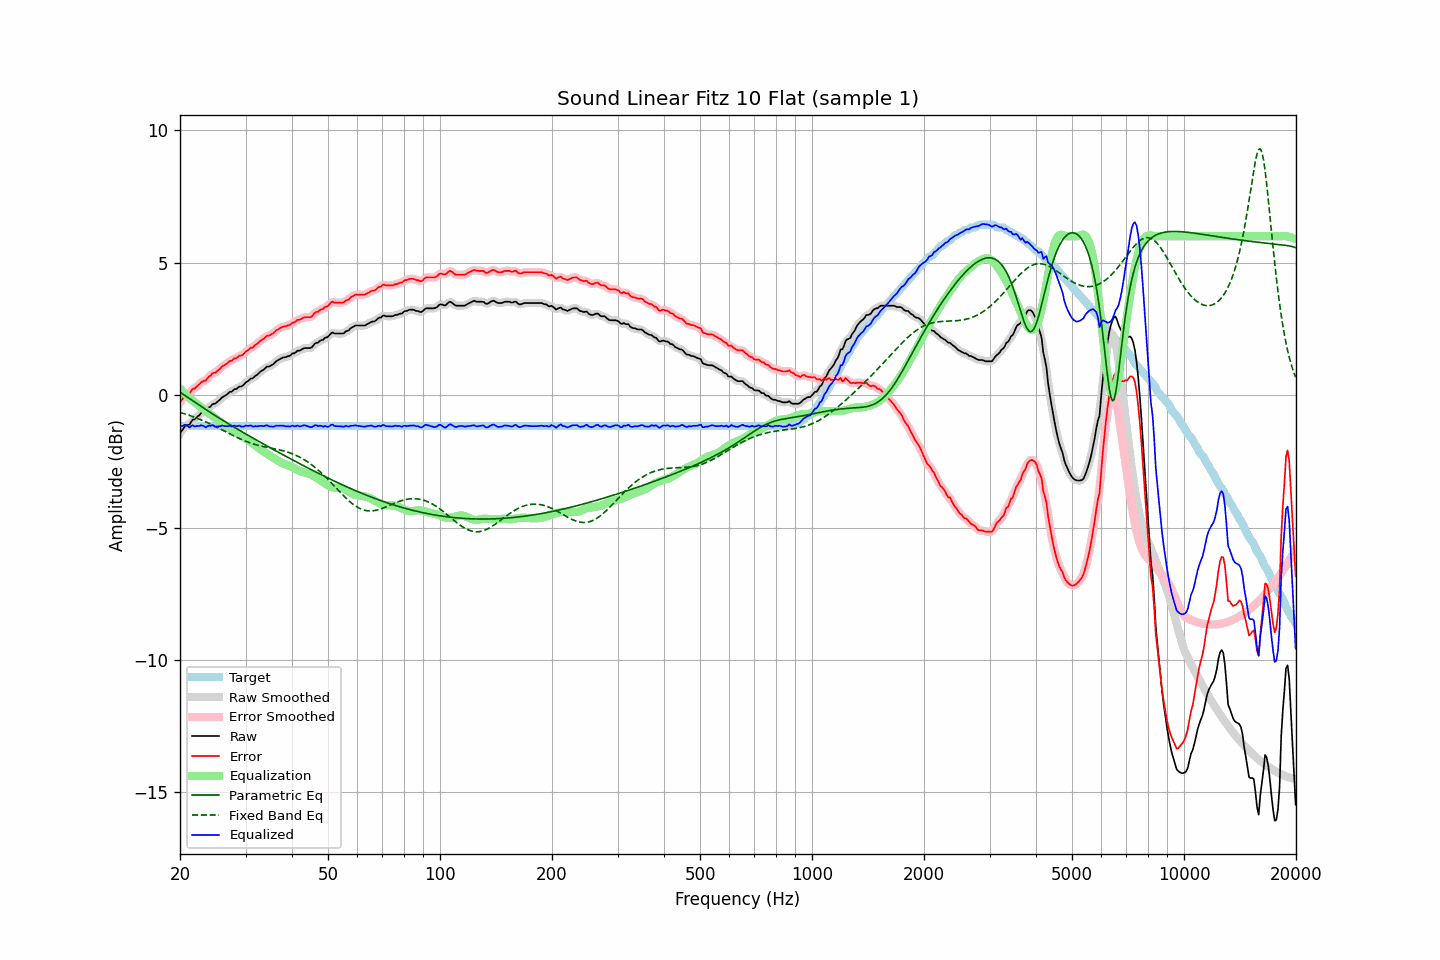 Sound Linear Fitz 10 Flat (sample 1)
10
5
0
−5
−10
−15
Amplitude (dBr)
Target
Raw Smoothed
Error Smoothed
Raw
Error
Equalization
Parametric Eq
Fixed Band Eq
Equalized
20 50 100 200 500 1000 2000 5000 10000 20000
Frequency (Hz)